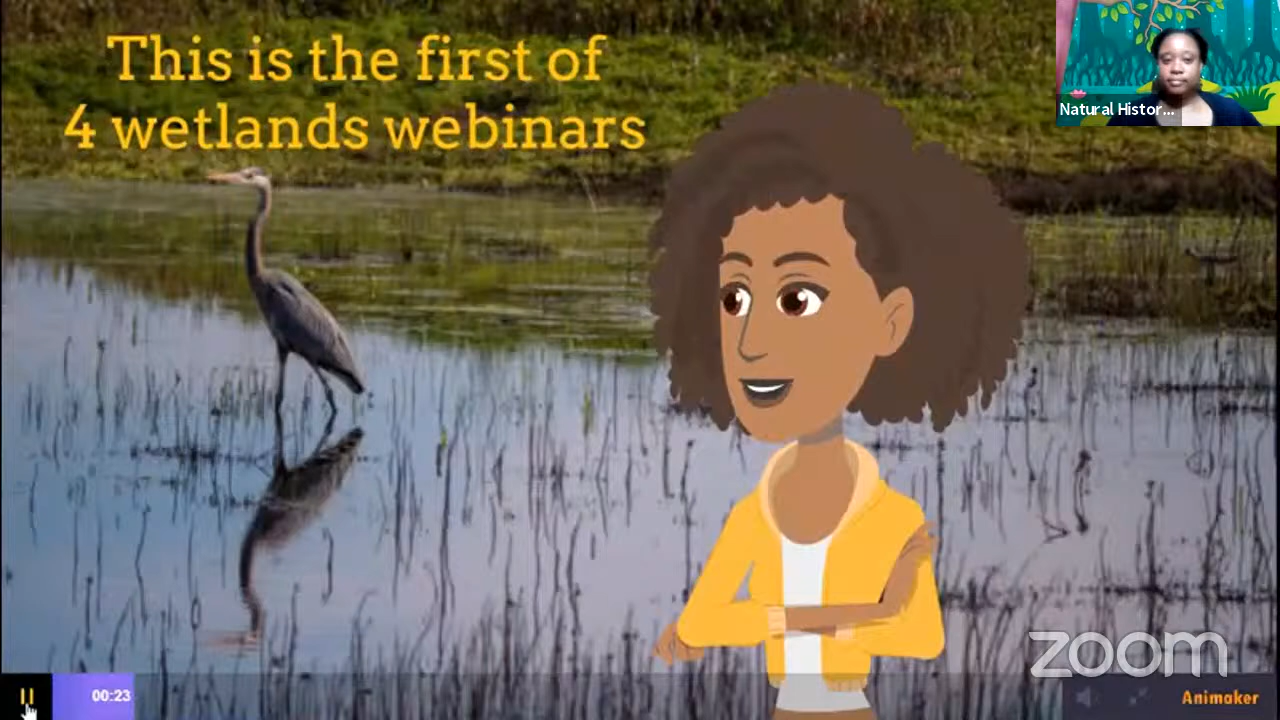 This is the first of
4 wetlands webinars
Natural Histor...
zoom
00:23
Animaker